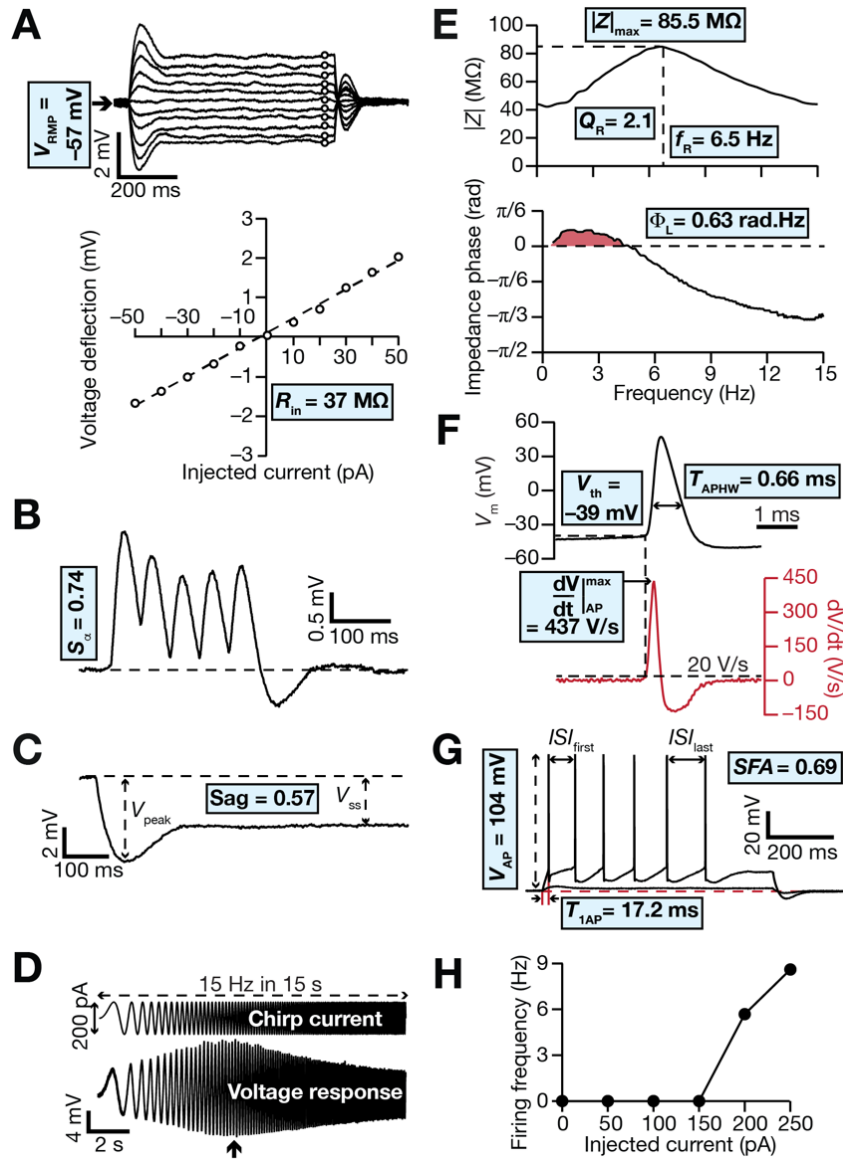 A
V_RMP =
–57 mV
2 mV
200 ms
Voltage deflection (mV)
3
2
1
–50 –30 –10
10 30 50
–1
–2
–3
R_in = 37 MΩ
Injected current (pA)
B
S_α = 0.74
0.5 mV
100 ms
C
V_peak
Sag = 0.57
V_ss
2 mV
100 ms
D
15 Hz in 15 s
200 pA
Chirp current
Voltage response
4 mV
2 s
E
|Z|_max = 85.5 MΩ
|Z| (MΩ)
120
100
80
60
40
20
0
Q_R = 2.1
f_R = 6.5 Hz
Impedance phase (rad)
π/6
0
–π/6
–π/3
–π/2
Φ_L = 0.63 rad.Hz
0 3 6 9 12 15
Frequency (Hz)
F
V_m (mV)
60
30
0
–30
–60
V_th =
–39 mV
T_APHW = 0.66 ms
1 ms
dV/dt|_AP^max
= 437 V/s
20 V/s
450
300
150
0
–150
dV/dt (V/s)
G
ISI_first
ISI_last
SFA = 0.69
V_AP = 104 mV
20 mV
200 ms
T_1AP = 17.2 ms
H
Firing frequency (Hz)
9
6
3
0
0 50 100 150 200 250
Injected current (pA)